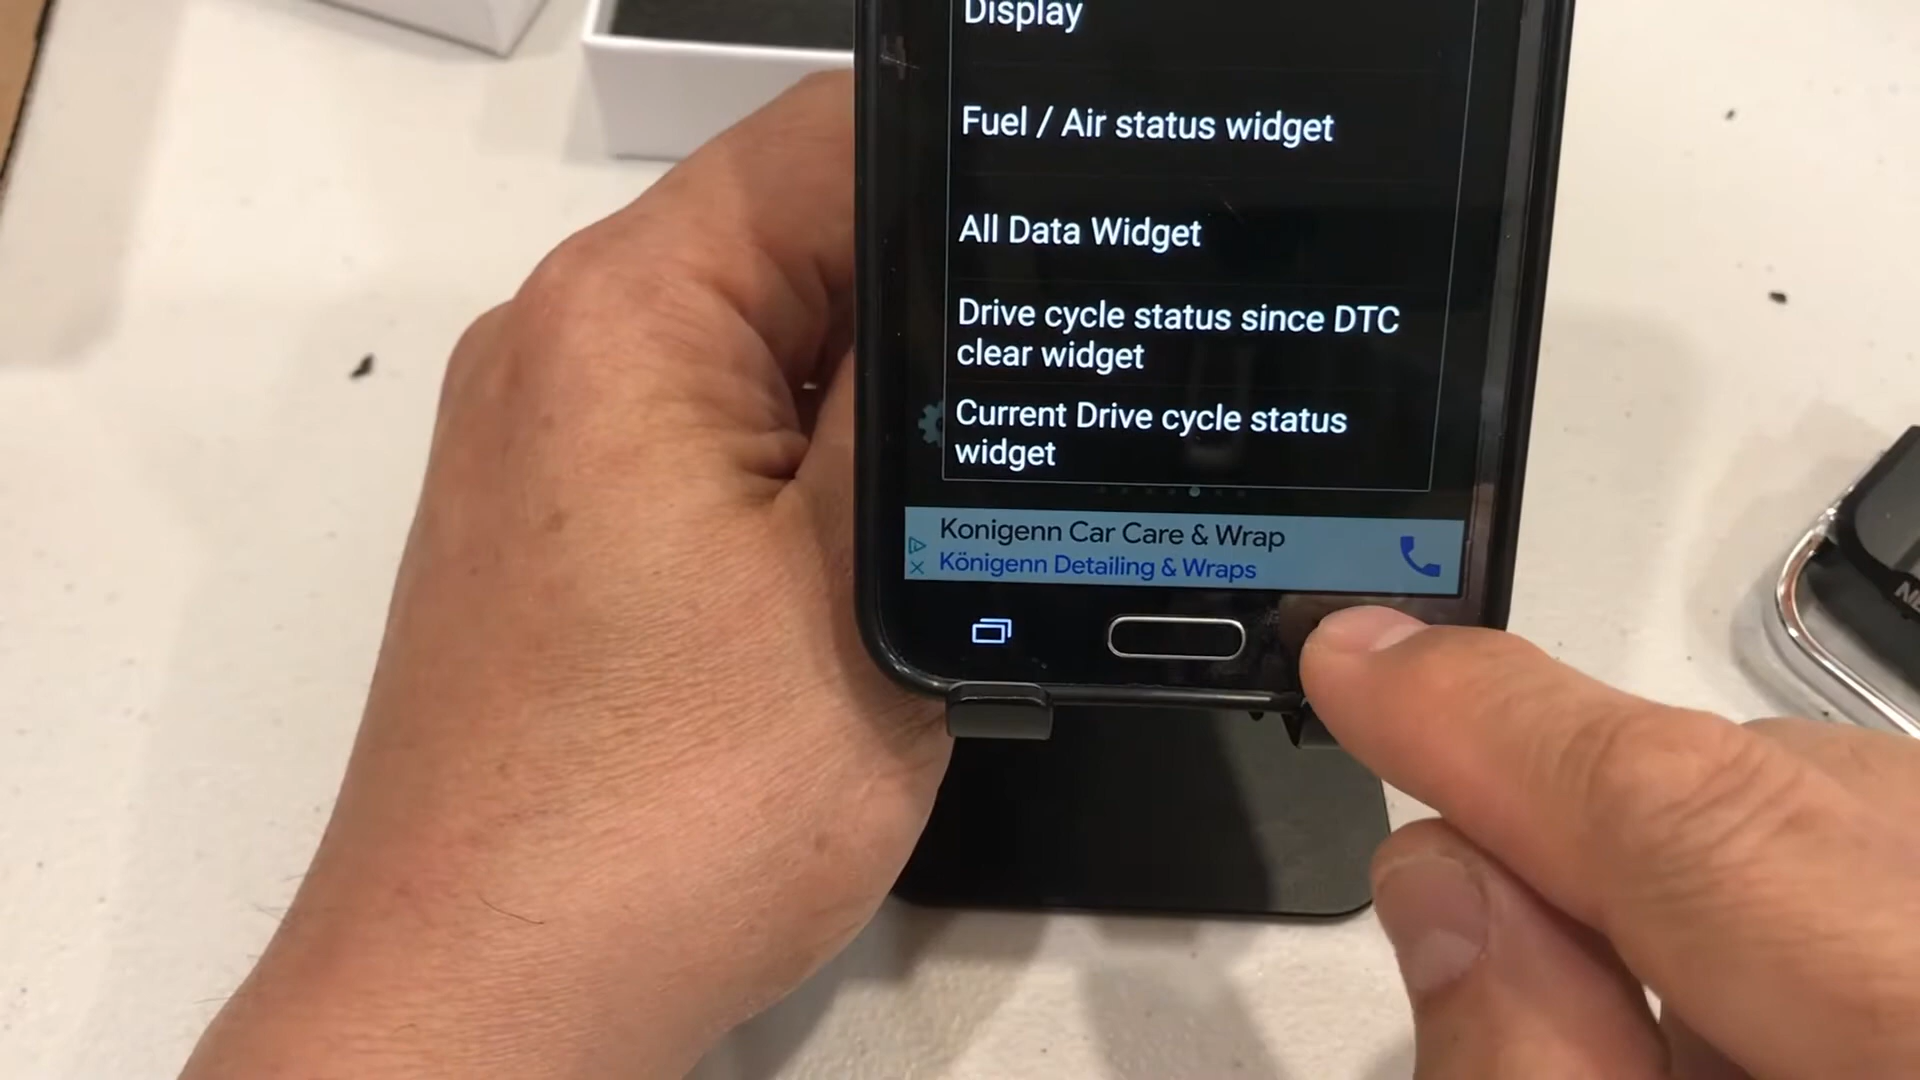 Display
Fuel / Air status widget
All Data Widget
Drive cycle status since DTC
clear widget
Current Drive cycle status
widget
Konigenn Car Care & Wrap
Königenn Detailing & Wraps